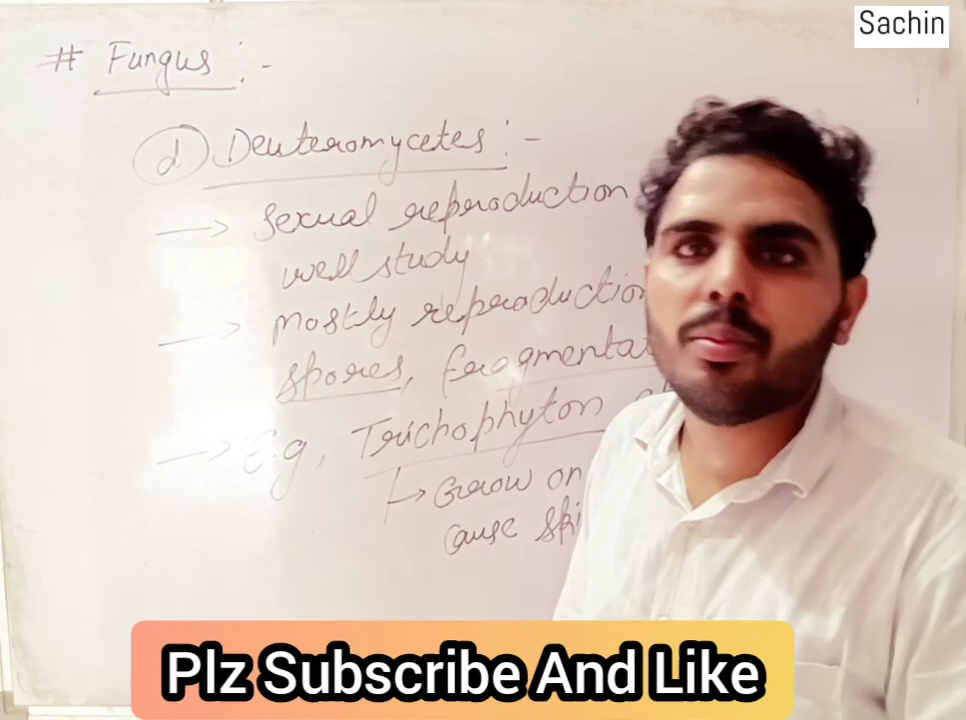 Sachin
# Fungus :-
d) Deuteromycetes :-
→ Sexual reproduction
well study
→ Mostly reproduction
spores, fragmenta
→ E.g, Trichophyton
↳ Grow on
Cause ski
Plz Subscribe And Like